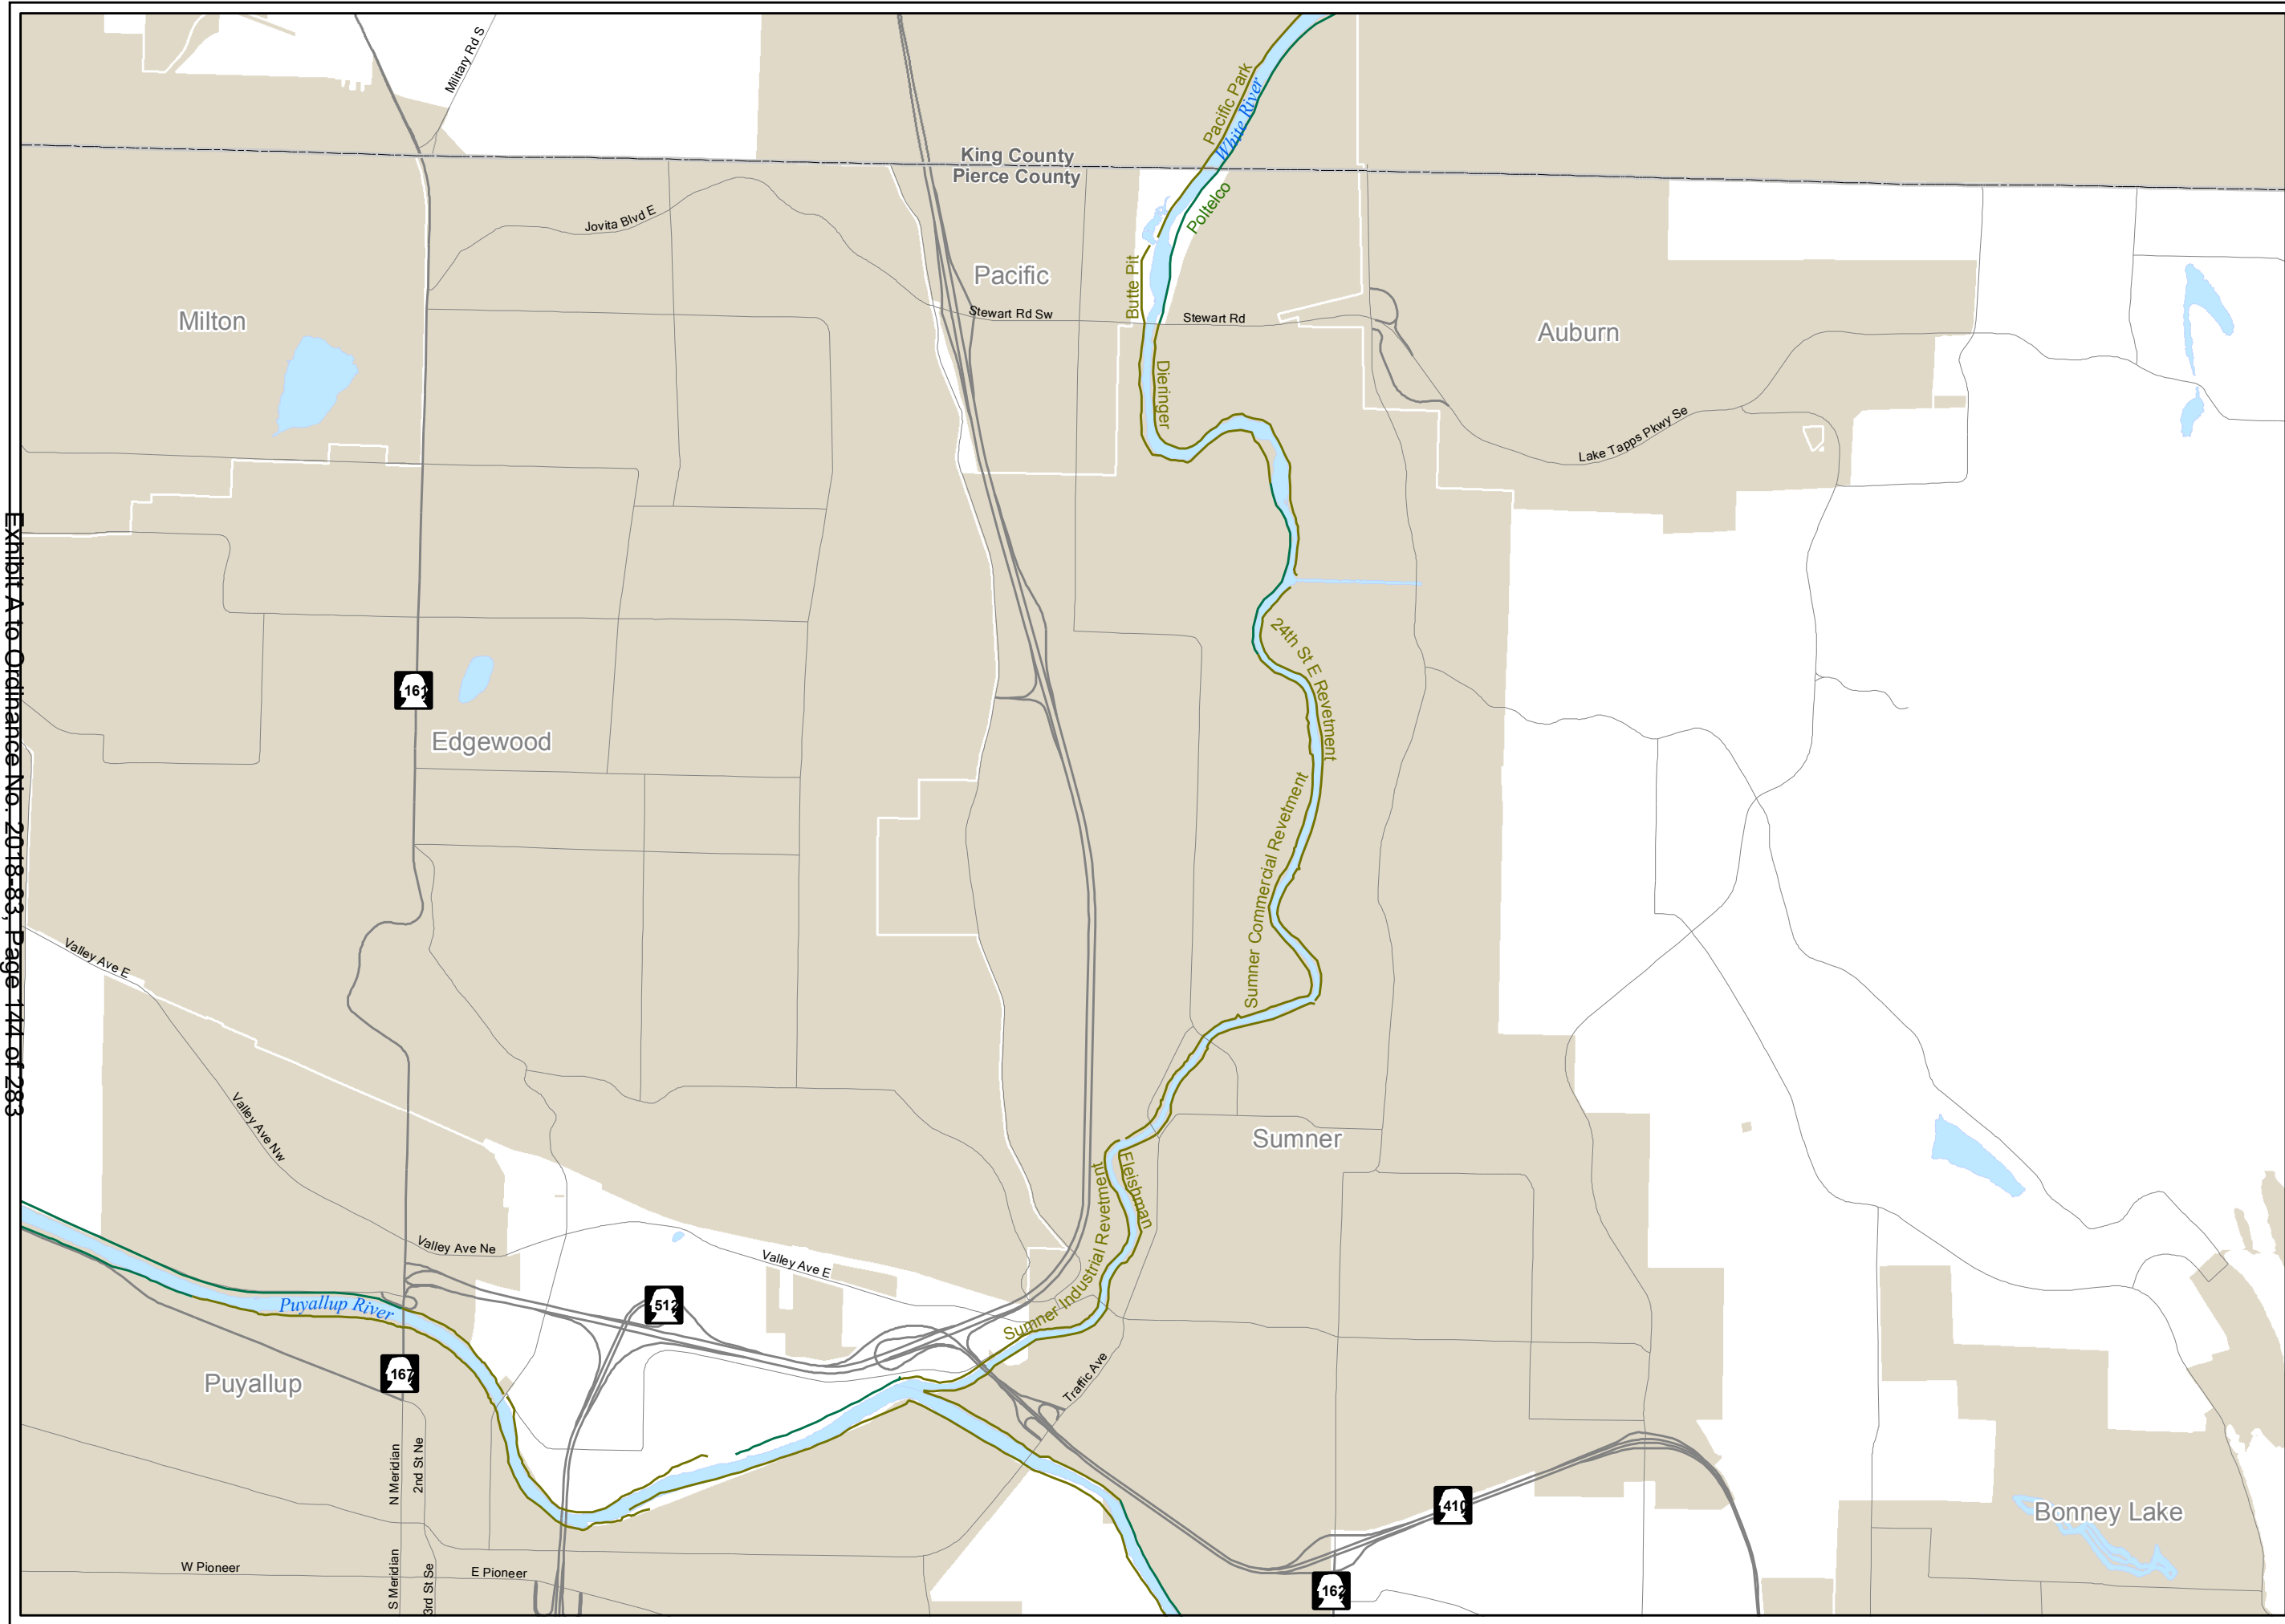 Military Rd S
Pacific Park
White River
King County
Pierce County
Poltelco
Jovita Blvd E
Pacific
Butte Pit
Milton
Stewart Rd Sw
Stewart Rd
Auburn
Dieringer
Lake Tapps Pkwy Se
24th St E Revetment
161
Edgewood
Sumner Commercial Revetment
Exhibit A to Ordinance No. 2018-83, Page 144 of 283
Valley Ave E
Valley Ave Nw
Sumner
Fleishman
Sumner Industrial Revetment
Valley Ave Ne
Valley Ave E
Puyallup River
512
167
Puyallup
Traffic Ave
N Meridian
2nd St Ne
410
Bonney Lake
W Pioneer
S Meridian
3rd St Se
E Pioneer
162